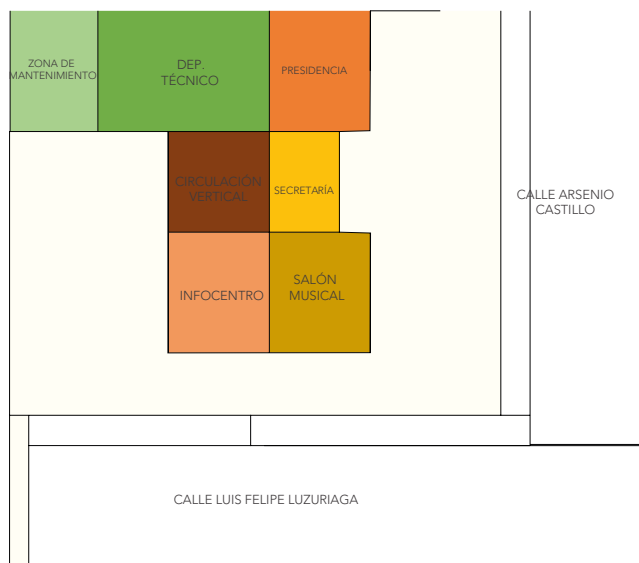 ZONA DE
MANTENIMIENTO
DEP.
TÉCNICO
PRESIDENCIA
CIRCULACIÓN
VERTICAL
SECRETARÍA
CALLE ARSENIO
CASTILLO
INFOCENTRO
SALÓN
MUSICAL
CALLE LUIS FELIPE LUZURIAGA